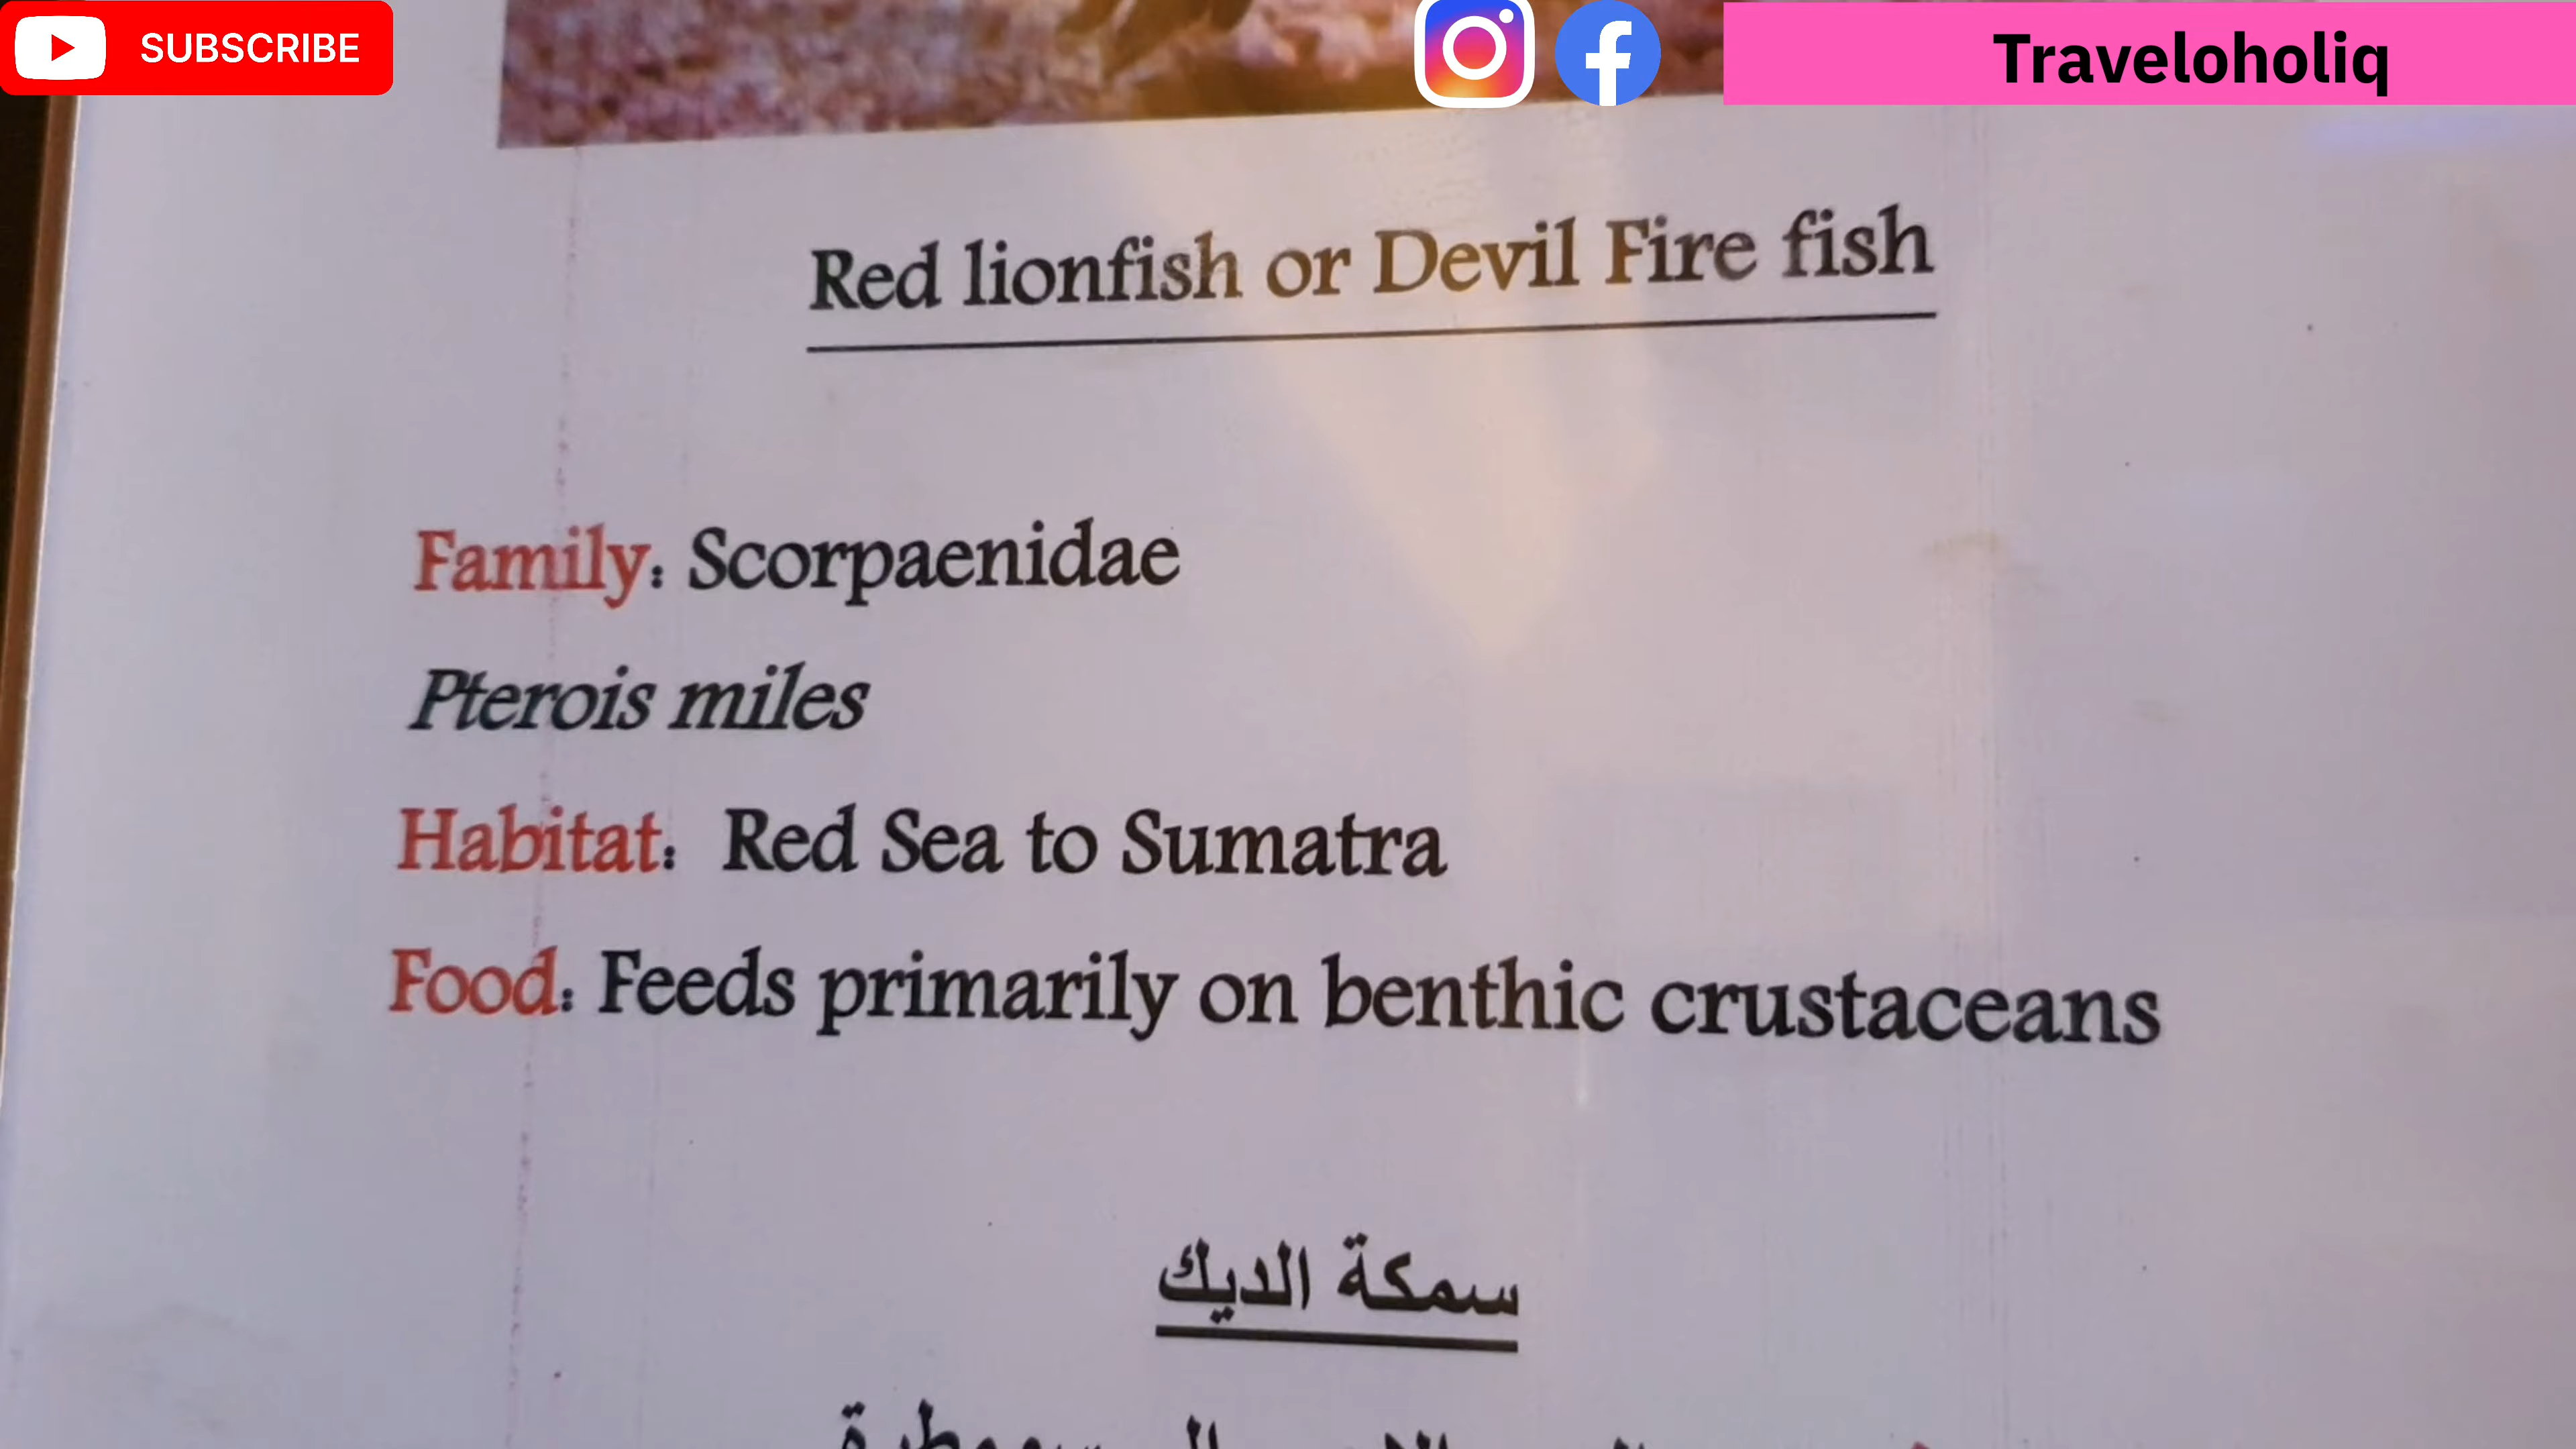 SUBSCRIBE
Traveloholiq
Red lionfish or Devil Fire fish
Family: Scorpaenidae
Pterois miles
Habitat: Red Sea to Sumatra
Food: Feeds primarily on benthic crustaceans
سمكة الديك